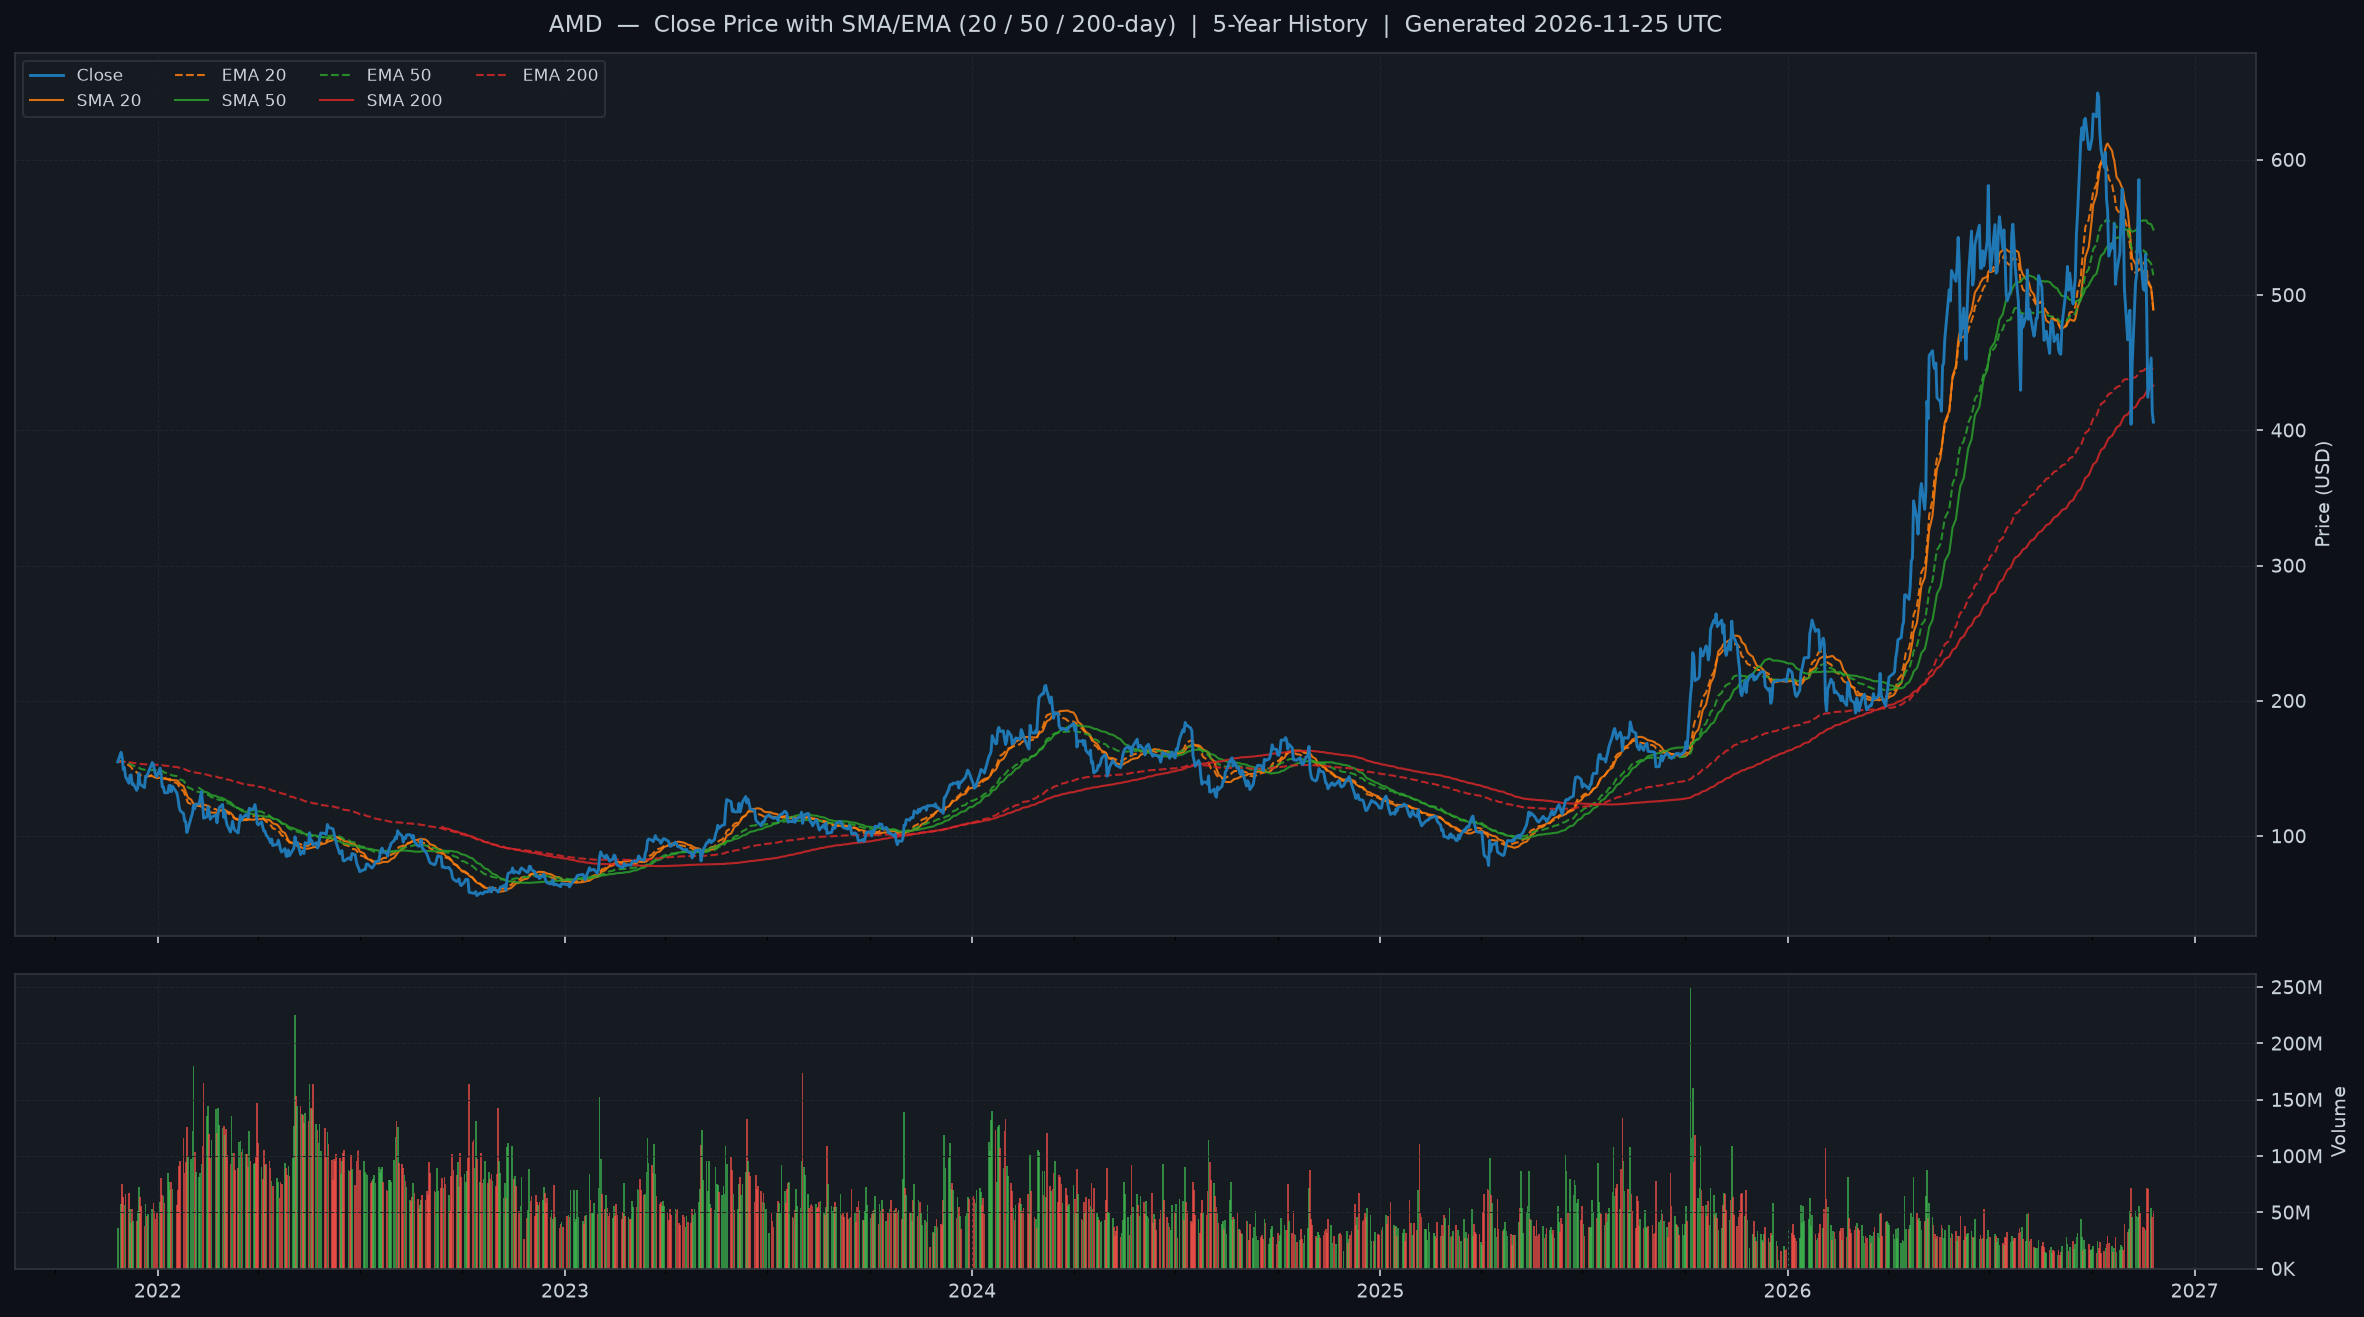 AMD — Close Price with SMA/EMA (20 / 50 / 200-day) | 5-Year History | Generated 2026-11-25 UTC
Close EMA 20 EMA 50 EMA 200
SMA 20 SMA 50 SMA 200
600
500
400
300
200
100
Price (USD)
250M
200M
150M
100M
50M
0K
Volume
2022 2023 2024 2025 2026 2027